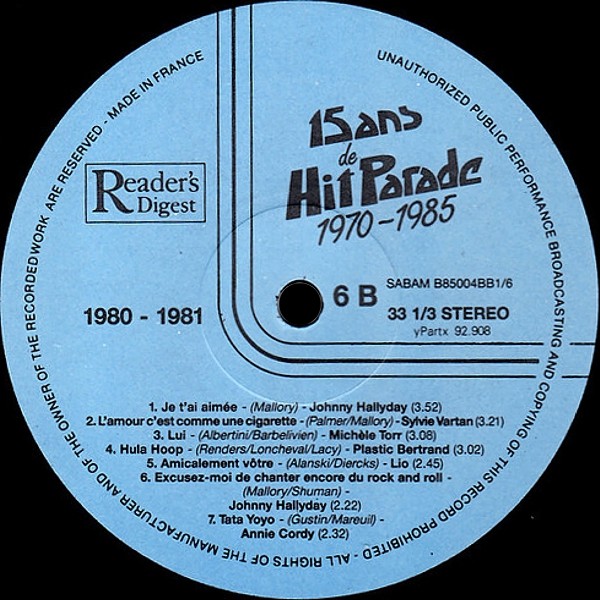 ALL RIGHTS OF THE MANUFACTURER AND OF THE OWNER OF THE RECORDED WORK ARE RESERVED - MADE IN FRANCE
UNAUTHORIZED PUBLIC PERFORMANCE BROADCASTING AND COPYING OF THIS RECORD PROHIBITED -
15 ans
de
Hit Parade
1970-1985
Reader's
Digest
6 B
SABAM B85004BB1/6
1980 - 1981
33 1/3 STEREO
yPartx 92.908
1. Je t'ai aimée - (Mallory) - Johnny Hallyday (3.52)
2. L'amour c'est comme une cigarette - (Palmer/Mallory) - Sylvie Vartan (3.21)
3. Lui - (Albertini/Barbelivien) - Michèle Torr (3.08)
4. Hula Hoop - (Renders/Loncheval/Lacy) - Plastic Bertrand (3.02)
5. Amicalement vôtre - (Alanski/Diercks) - Lio (2.45)
6. Excusez-moi de chanter encore du rock and roll -
(Mallory/Shuman) -
Johnny Hallyday (2.22)
7. Tata Yoyo - (Gustin/Mareuil) -
Annie Cordy (2.32)